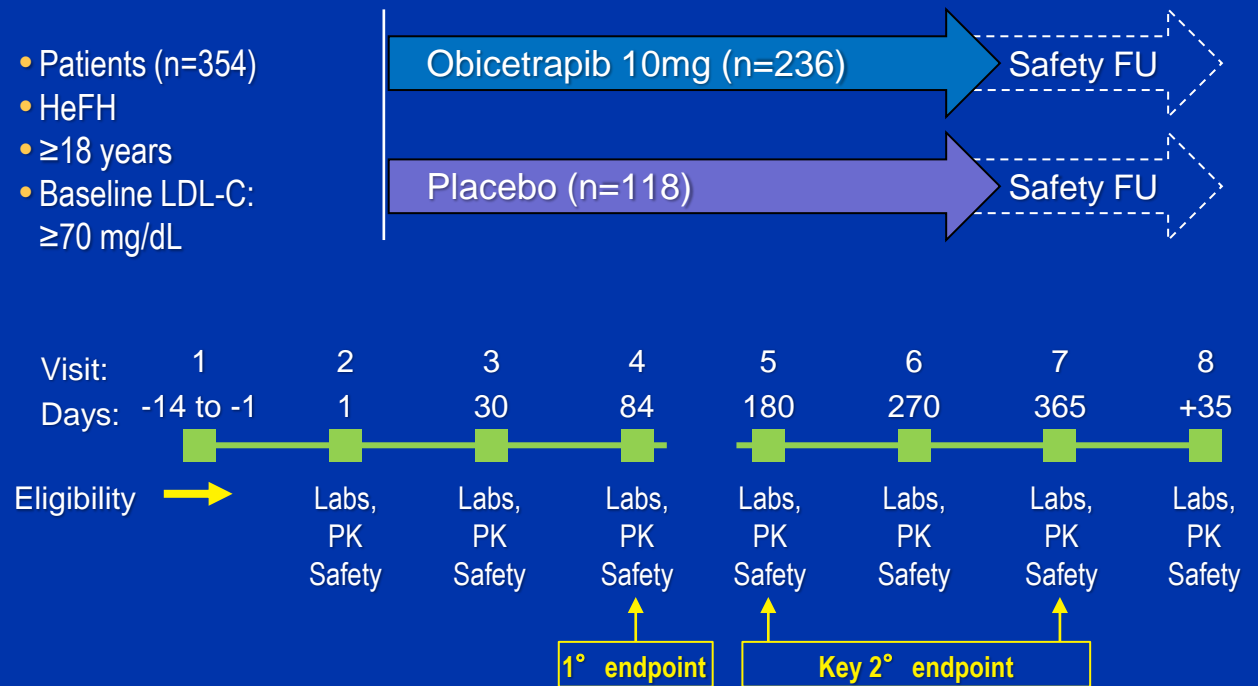 • Patients (n=354)
• HeFH
• ≥18 years
• Baseline LDL-C:
≥70 mg/dL
Obicetrapib 10mg (n=236)
Safety FU
Placebo (n=118)
Safety FU
Visit: 1 2 3 4 5 6 7 8
Days: -14 to -1 1 30 84 180 270 365 +35
Eligibility
Labs, Labs, Labs, Labs, Labs, Labs, Labs,
PK PK PK PK PK PK PK
Safety Safety Safety Safety Safety Safety Safety
1° endpoint
Key 2° endpoint